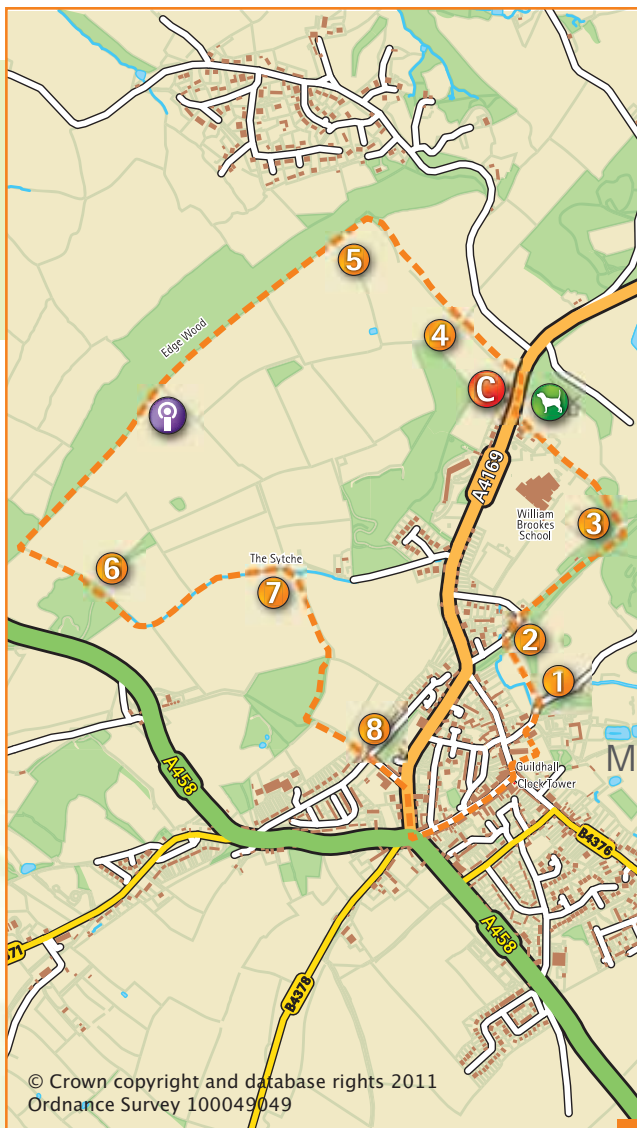 5
4
Edge Wood
C
A4169
William
Brookes
School
3
The Sytche
6
7
2
1
8
M
Guildhall
Clock Tower
A458
B4376
A458
B4378
71
© Crown copyright and database rights 2011
Ordnance Survey 100049049